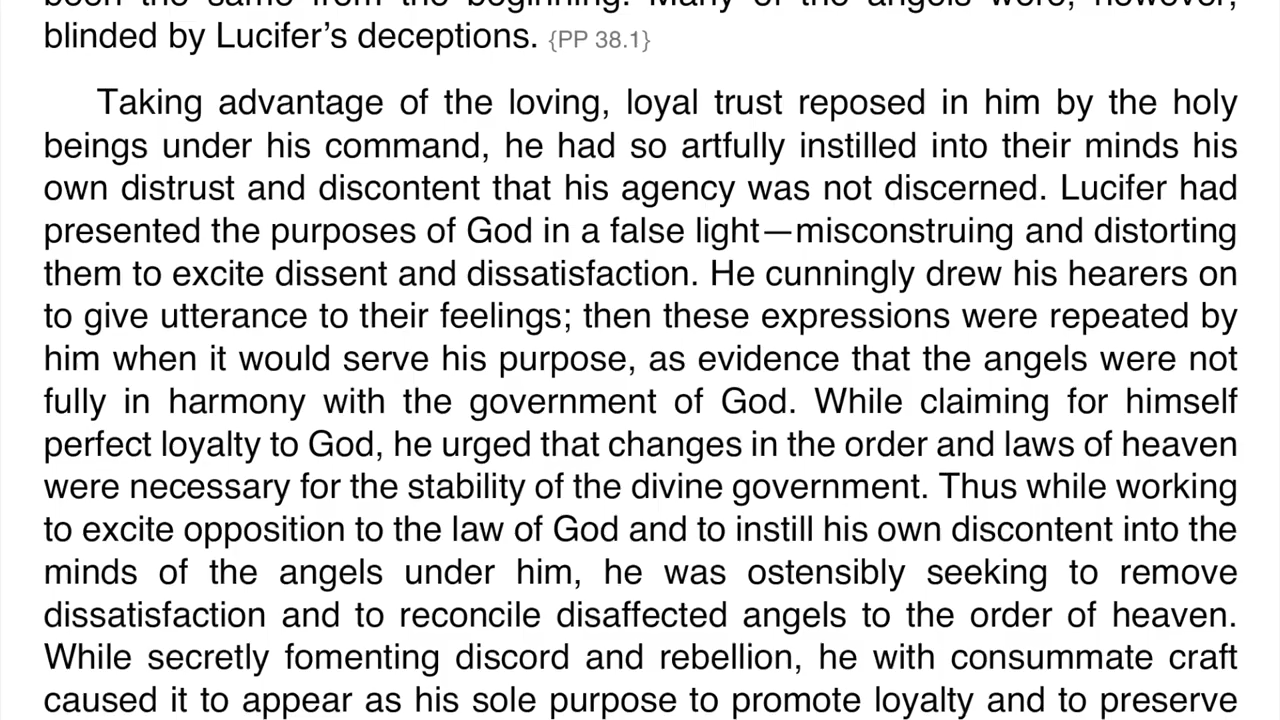 been the same from the beginning. Many of the angels were, however,
blinded by Lucifer’s deceptions. {PP 38.1}
Taking advantage of the loving, loyal trust reposed in him by the holy
beings under his command, he had so artfully instilled into their minds his
own distrust and discontent that his agency was not discerned. Lucifer had
presented the purposes of God in a false light—misconstruing and distorting
them to excite dissent and dissatisfaction. He cunningly drew his hearers on
to give utterance to their feelings; then these expressions were repeated by
him when it would serve his purpose, as evidence that the angels were not
fully in harmony with the government of God. While claiming for himself
perfect loyalty to God, he urged that changes in the order and laws of heaven
were necessary for the stability of the divine government. Thus while working
to excite opposition to the law of God and to instill his own discontent into the
minds of the angels under him, he was ostensibly seeking to remove
dissatisfaction and to reconcile disaffected angels to the order of heaven.
While secretly fomenting discord and rebellion, he with consummate craft
caused it to appear as his sole purpose to promote loyalty and to preserve